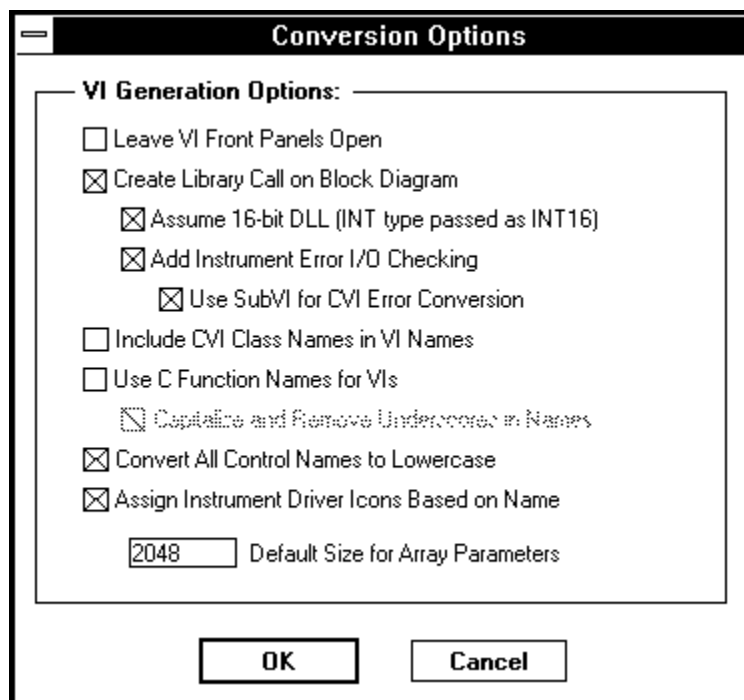 Conversion Options
VI Generation Options:
Leave VI Front Panels Open
Create Library Call on Block Diagram
Assume 16-bit DLL (INT type passed as INT16)
Add Instrument Error I/O Checking
Use SubVI for CVI Error Conversion
Include CVI Class Names in VI Names
Use C Function Names for VIs
Capitalize and Remove Underscores in Names
Convert All Control Names to Lowercase
Assign Instrument Driver Icons Based on Name
2048 Default Size for Array Parameters
OK Cancel